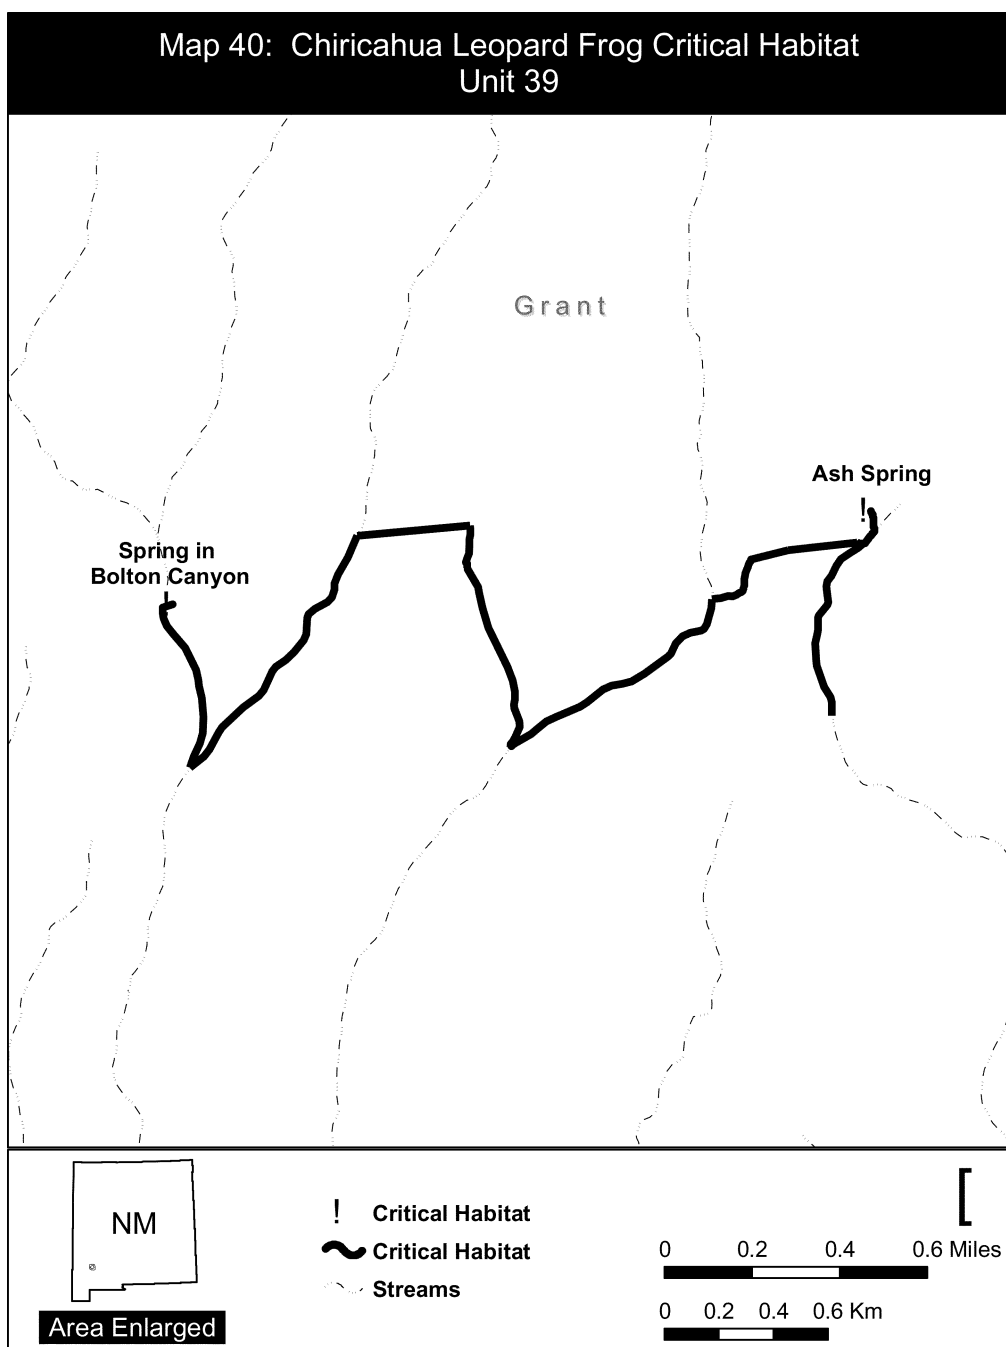 Map 40: Chiricahua Leopard Frog Critical Habitat
Unit 39
Grant
Ash Spring
!
Spring in
Bolton Canyon
!
NM
Area Enlarged
! Critical Habitat
Critical Habitat
Streams
[
0 0.2 0.4 0.6 Miles
0 0.2 0.4 0.6 Km